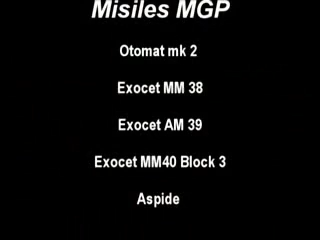 Misiles MGP
Otomat mk 2
Exocet MM 38
Exocet AM 39
Exocet MM40 Block 3
Aspide